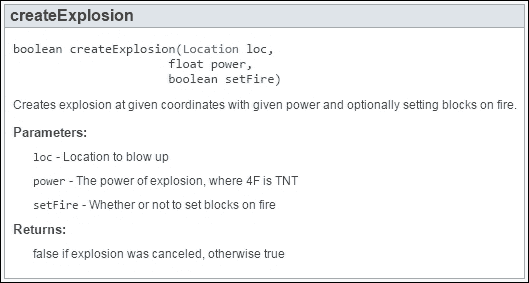 createExplosion
boolean createExplosion(Location loc,
float power,
boolean setFire)
Creates explosion at given coordinates with given power and optionally setting blocks on fire.
Parameters:
loc - Location to blow up
power - The power of explosion, where 4F is TNT
setFire - Whether or not to set blocks on fire
Returns:
false if explosion was canceled, otherwise true